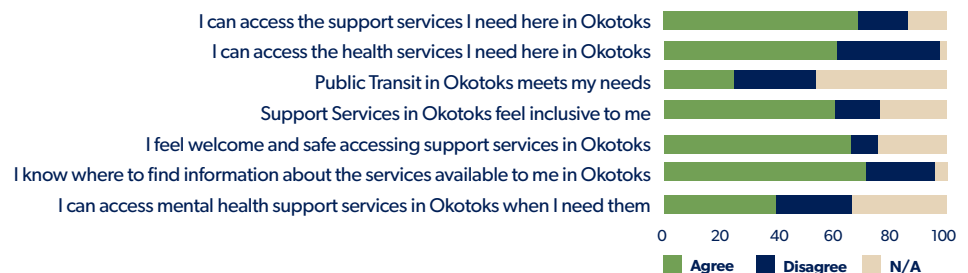 I can access the support services I need here in Okotoks
I can access the health services I need here in Okotoks
Public Transit in Okotoks meets my needs
Support Services in Okotoks feel inclusive to me
I feel welcome and safe accessing support services in Okotoks
I know where to find information about the services available to me in Okotoks
I can access mental health support services in Okotoks when I need them
0 20 40 60 80 100
Agree Disagree N/A